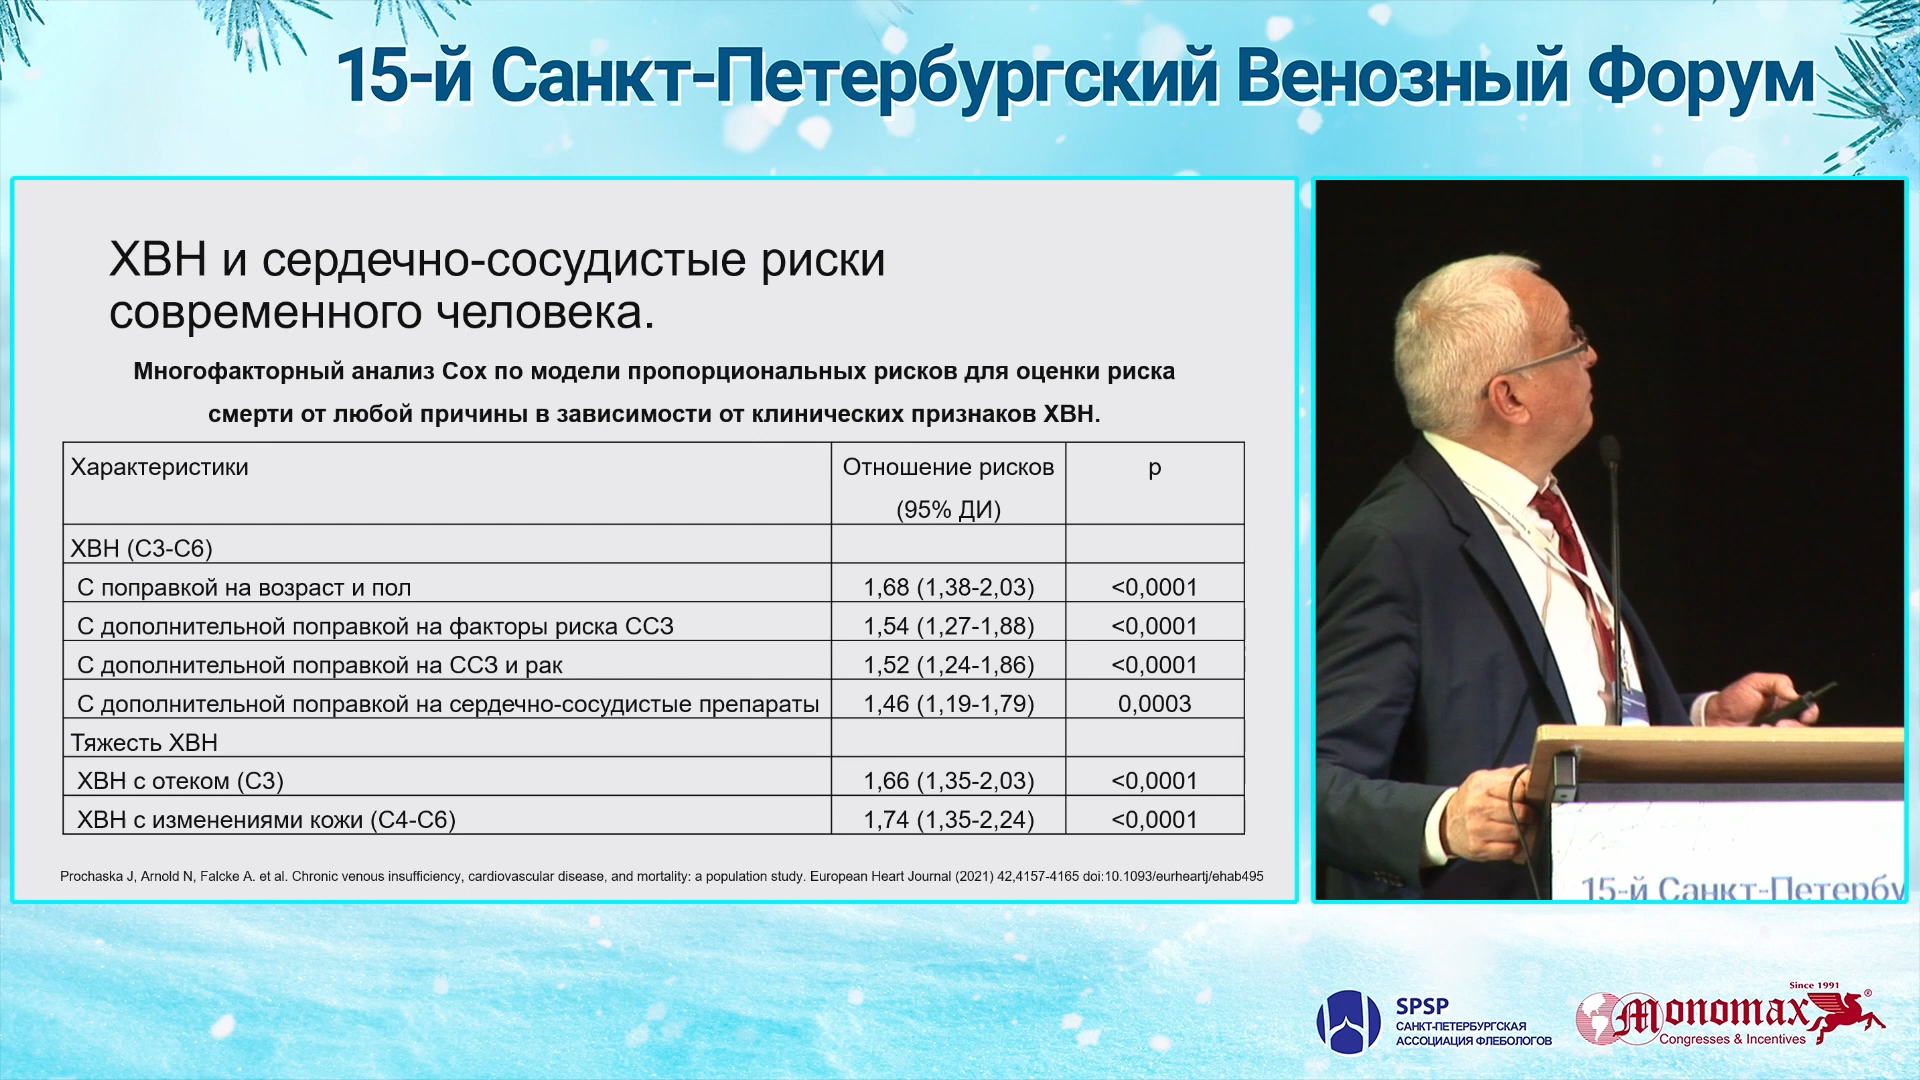 15-й Санкт-Петербургский Венозный Форум
ХВН и сердечно-сосудистые риски
современного человека.
Многофакторный анализ Cox по модели пропорциональных рисков для оценки риска
смерти от любой причины в зависимости от клинических признаков ХВН.
Характеристики Отношение рисков (95% ДИ) p
ХВН (С3-С6)
С поправкой на возраст и пол 1,68 (1,38-2,03) <0,0001
С дополнительной поправкой на факторы риска ССЗ 1,54 (1,27-1,88) <0,0001
С дополнительной поправкой на ССЗ и рак 1,52 (1,24-1,86) <0,0001
С дополнительной поправкой на сердечно-сосудистые препараты 1,46 (1,19-1,79) 0,0003
Тяжесть ХВН
ХВН с отеком (С3) 1,66 (1,35-2,03) <0,0001
ХВН с изменениями кожи (С4-С6) 1,74 (1,35-2,24) <0,0001
Prochaska J, Arnold N, Falcke A. et al. Chronic venous insufficiency, cardiovascular disease, and mortality: a population study. European Heart Journal (2021) 42,4157-4165 doi:10.1093/eurheartj/ehab495
15-й Санкт-Петербу
SPSP
САНКТ-ПЕТЕРБУРГСКАЯ
АССОЦИАЦИЯ ФЛЕБОЛОГОВ
Since 1991
Monomax ®
Congresses & Incentives